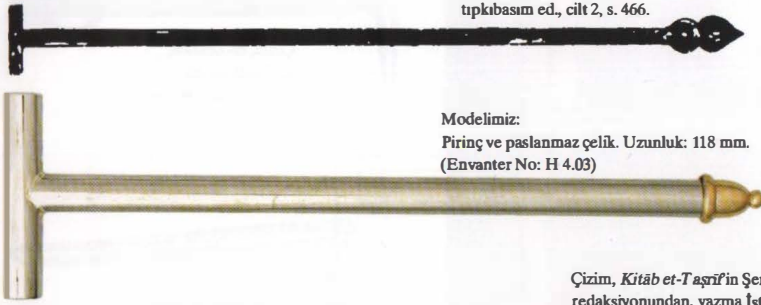 tıpkıbasım ed., cilt 2, s. 466.
Modelimiz:
Pirinç ve paslanmaz çelik. Uzunluk: 118 mm.
(Envanter No: H 4.03)
Çizim, Kitāb et-Taṣrīf'in Şer
redaksiyonundan, yazma İst